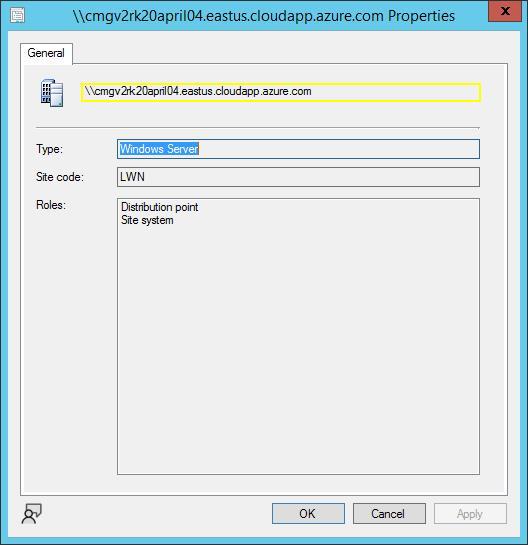 \\cmgv2rk20april04.eastus.cloudapp.azure.com Properties
x
General
\\cmgv2rk20april04.eastus.cloudapp.azure.com
Type: Windows Server
Site code: LWN
Roles: Distribution point
Site system
OK Cancel Apply